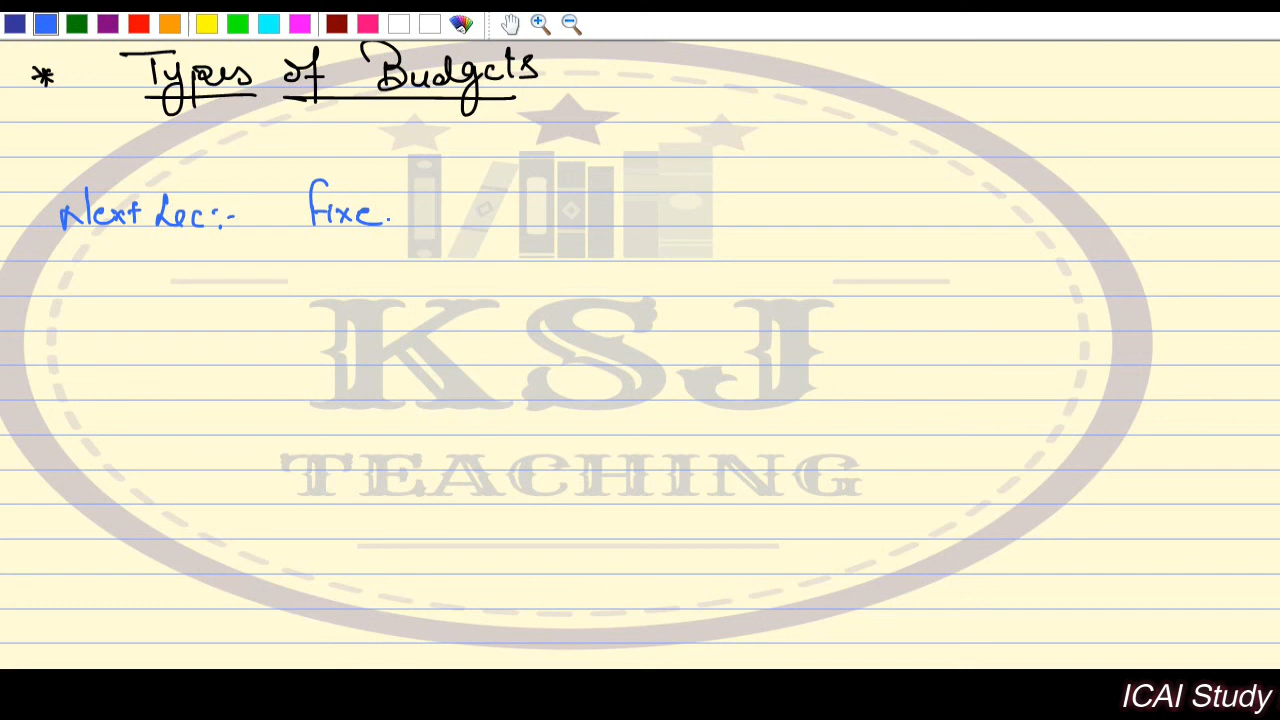 * Types of Budgets
Next Lec:- Fixe.
KSJ
TEACHING
ICAI Study